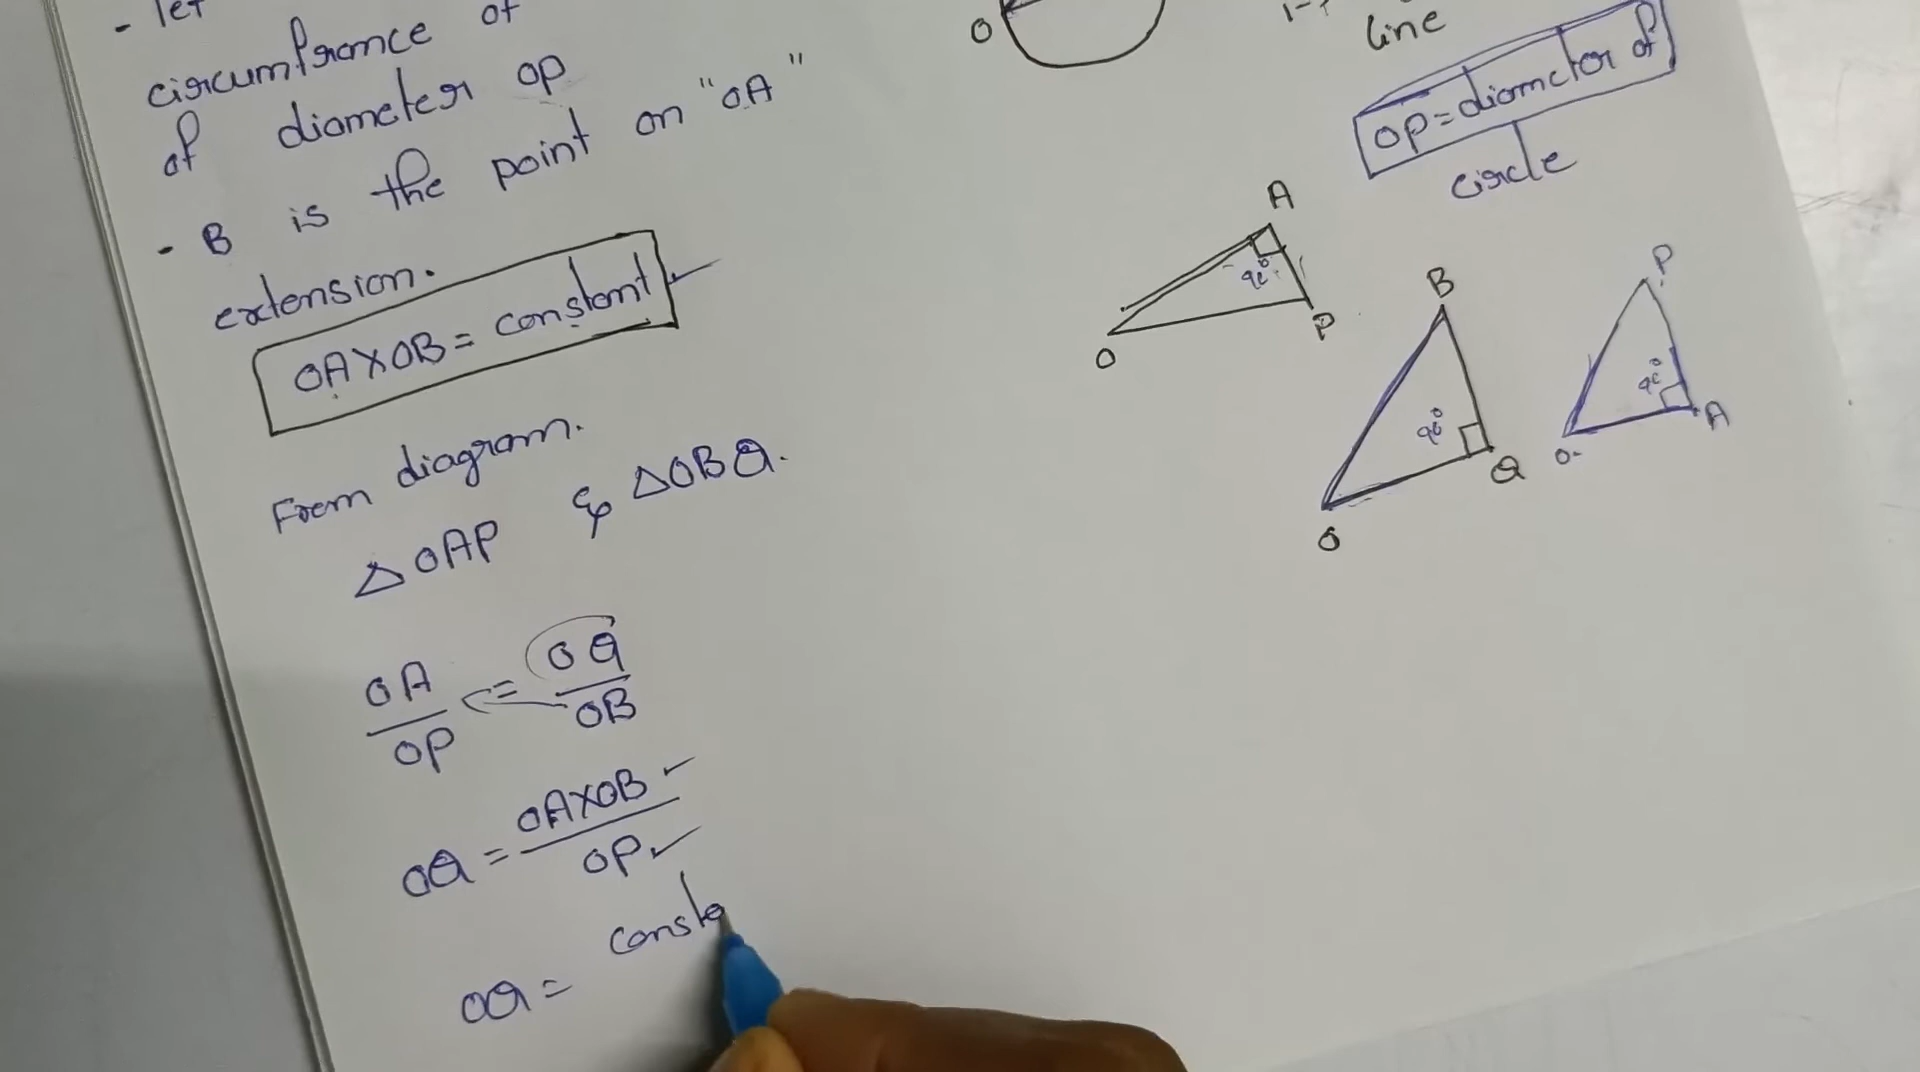 - let
circumfrance of
of diameter OP
- B is the point on "OA"
extension.
OA X OB = constant
From diagram.
△OAP & △OBQ.
OA/OP = OQ/OB
OQ = OA X OB/OP
OQ = consta
O
line
OP = diameter of
circle
A
90°
O
P
B
90°
O
Q
P
90°
O
A